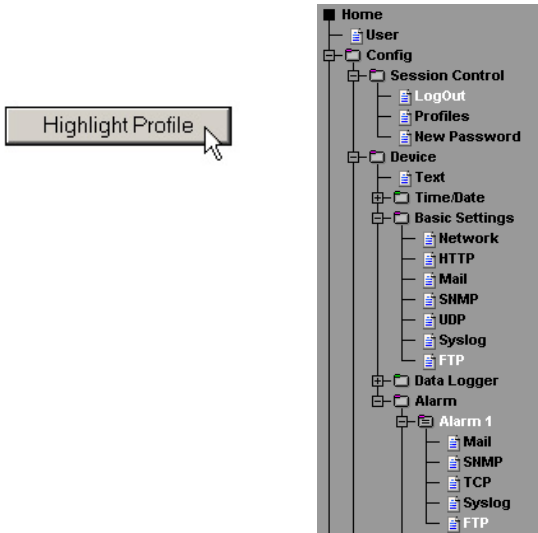 Highlight Profile
Home
User
Config
Session Control
LogOut
Profiles
New Password
Device
Text
Time/Date
Basic Settings
Network
HTTP
Mail
SNMP
UDP
Syslog
FTP
Data Logger
Alarm
Alarm 1
Mail
SNMP
TCP
Syslog
FTP